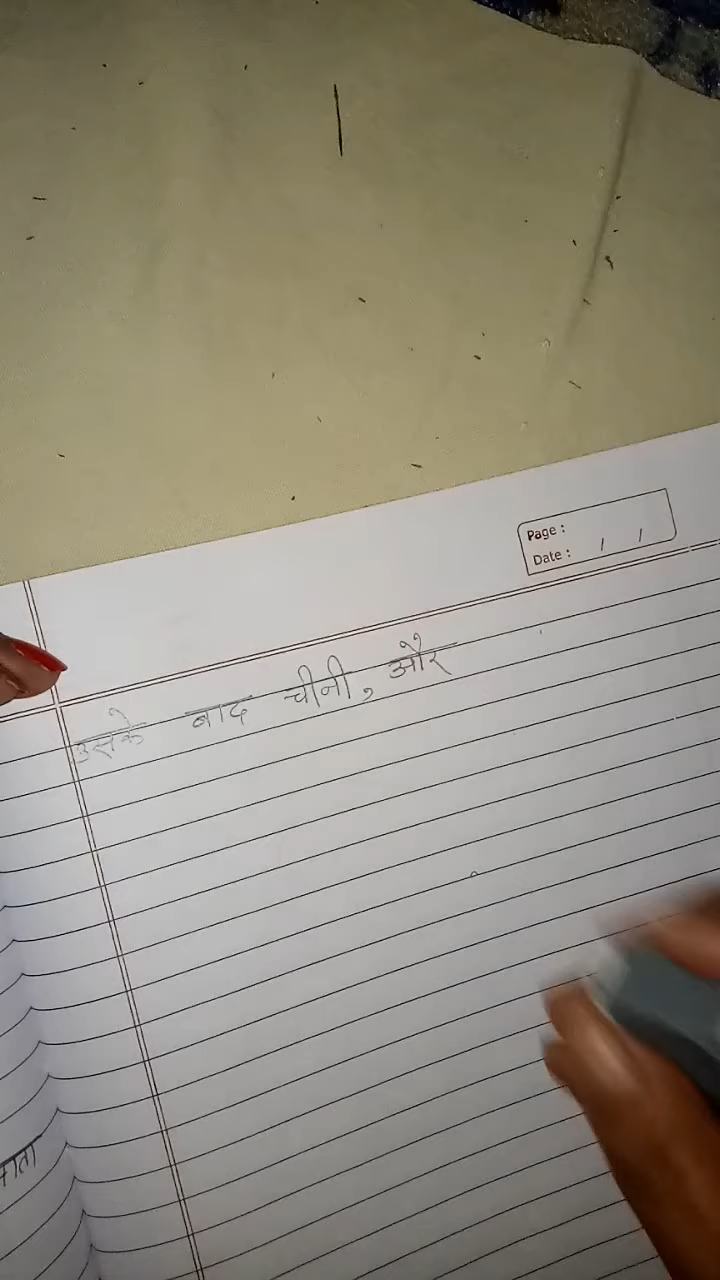 Page :
Date : / /
उसके बाद चीनी, और